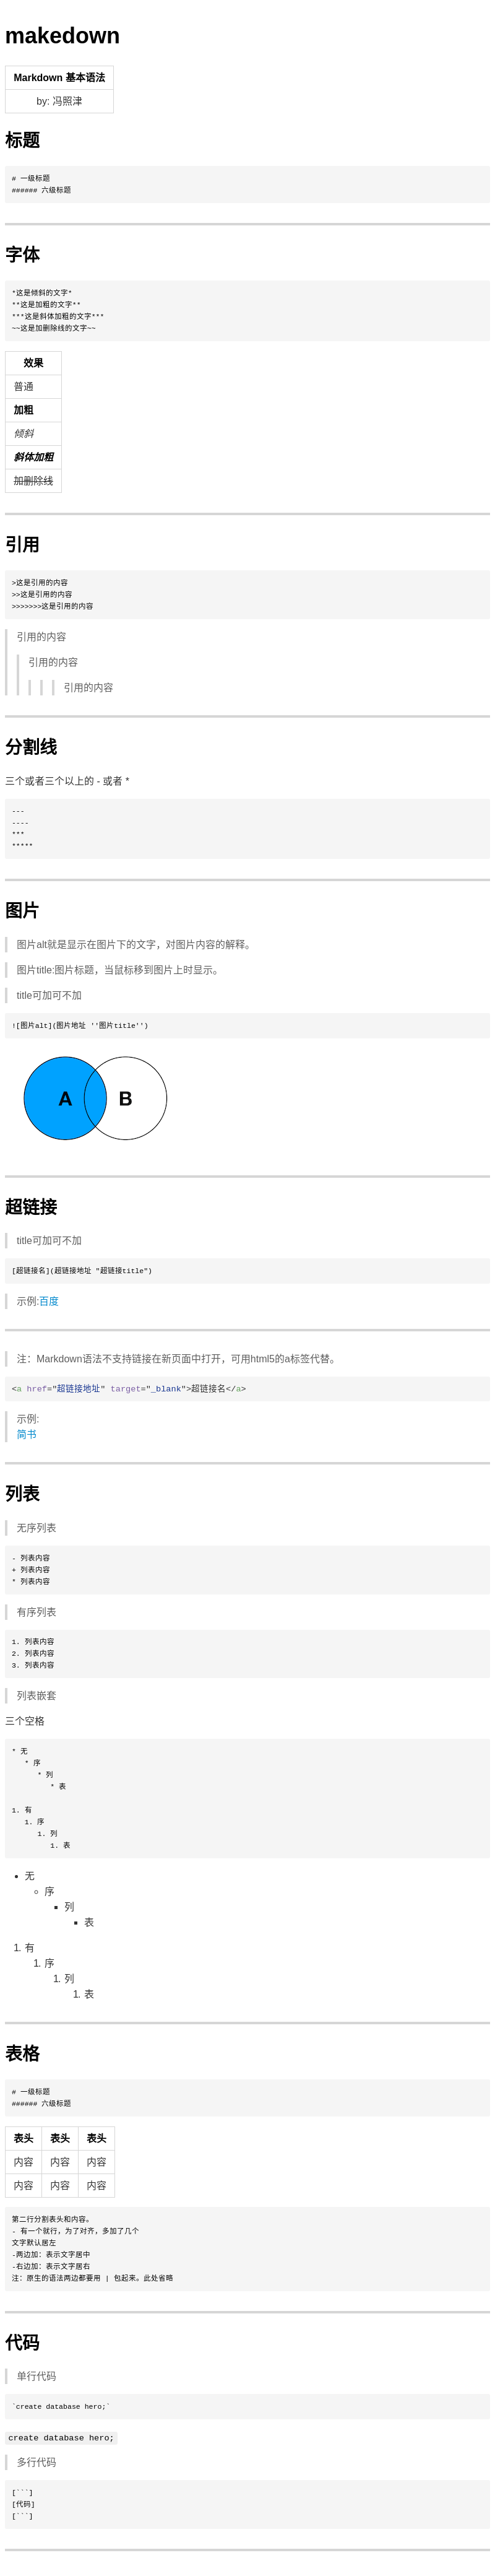 makedown
Markdown 基本语法
by: 冯照津
标题
# 一级标题
###### 六级标题
字体
*这是倾斜的文字*
**这是加粗的文字**
***这是斜体加粗的文字***
~~这是加删除线的文字~~
效果
普通
加粗
倾斜
斜体加粗
加删除线
引用
>这是引用的内容
>>这是引用的内容
>>>>>>>这是引用的内容
引用的内容
引用的内容
引用的内容
分割线
三个或者三个以上的 - 或者 *
---
----
***
*****
图片
图片alt就是显示在图片下的文字，对图片内容的解释。
图片title:图片标题，当鼠标移到图片上时显示。
title可加可不加
![图片alt](图片地址 ''图片title'')
A B
超链接
title可加可不加
[超链接名](超链接地址 "超链接title")
示例:百度
注：Markdown语法不支持链接在新页面中打开，可用html5的a标签代替。
<a href="超链接地址" target="_blank">超链接名</a>
示例:
简书
列表
无序列表
- 列表内容
+ 列表内容
* 列表内容
有序列表
1. 列表内容
2. 列表内容
3. 列表内容
列表嵌套
三个空格
* 无
* 序
* 列
* 表
1. 有
1. 序
1. 列
1. 表
无
序
列
表
1. 有
1. 序
1. 列
1. 表
表格
# 一级标题
###### 六级标题
表头 表头 表头
内容 内容 内容
内容 内容 内容
第二行分割表头和内容。
- 有一个就行，为了对齐，多加了几个
文字默认居左
-两边加：表示文字居中
-右边加：表示文字居右
注：原生的语法两边都要用 | 包起来。此处省略
代码
单行代码
`create database hero;`
create database hero;
多行代码
[```]
[代码]
[```]